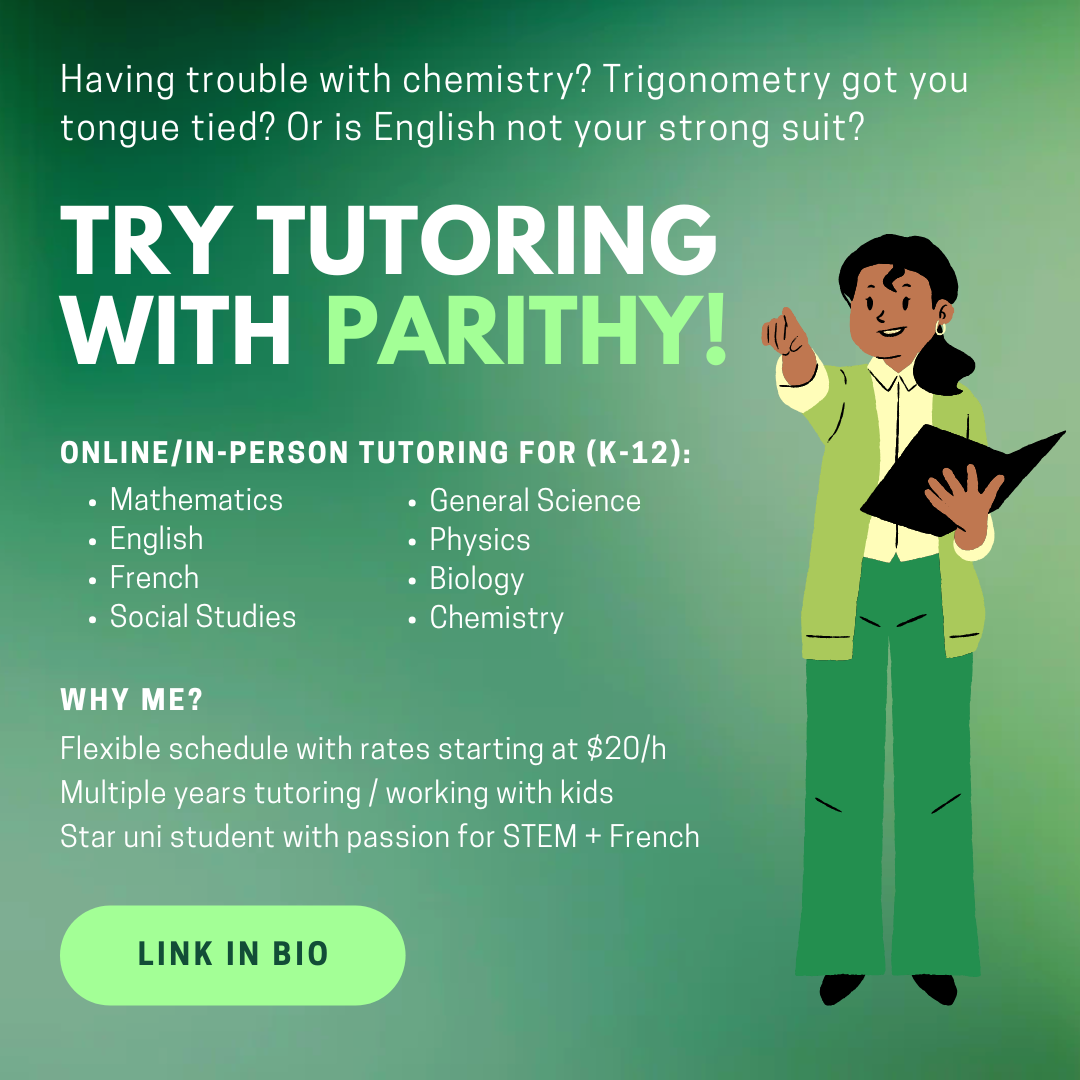 Having trouble with chemistry? Trigonometry got you
tongue tied? Or is English not your strong suit?
TRY TUTORING
WITH PARITHY!
ONLINE/IN-PERSON TUTORING FOR (K-12):
• Mathematics
• English
• French
• Social Studies
• General Science
• Physics
• Biology
• Chemistry
WHY ME?
Flexible schedule with rates starting at $20/h
Multiple years tutoring / working with kids
Star uni student with passion for STEM + French
LINK IN BIO